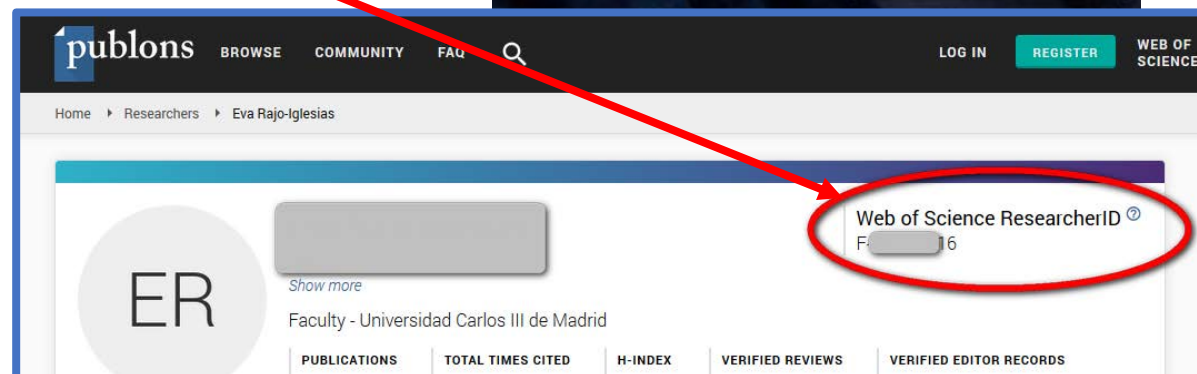 publons BROWSE COMMUNITY FAQ LOG IN REGISTER WEB OF SCIENCE
Home Researchers Eva Rajo-Iglesias
Web of Science ResearcherID
F- 16
ER
Show more
Faculty - Universidad Carlos III de Madrid
PUBLICATIONS TOTAL TIMES CITED H-INDEX VERIFIED REVIEWS VERIFIED EDITOR RECORDS